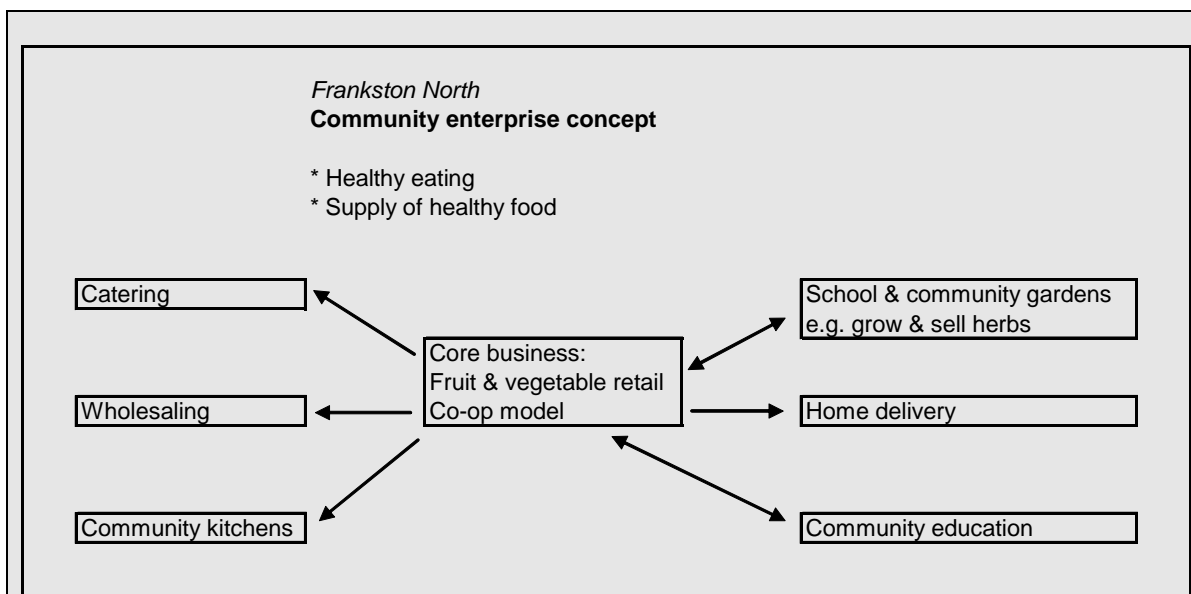 Frankston North
Community enterprise concept
* Healthy eating
* Supply of healthy food
Catering
School & community gardens
e.g. grow & sell herbs
Core business:
Fruit & vegetable retail
Co-op model
Wholesaling
Home delivery
Community kitchens
Community education